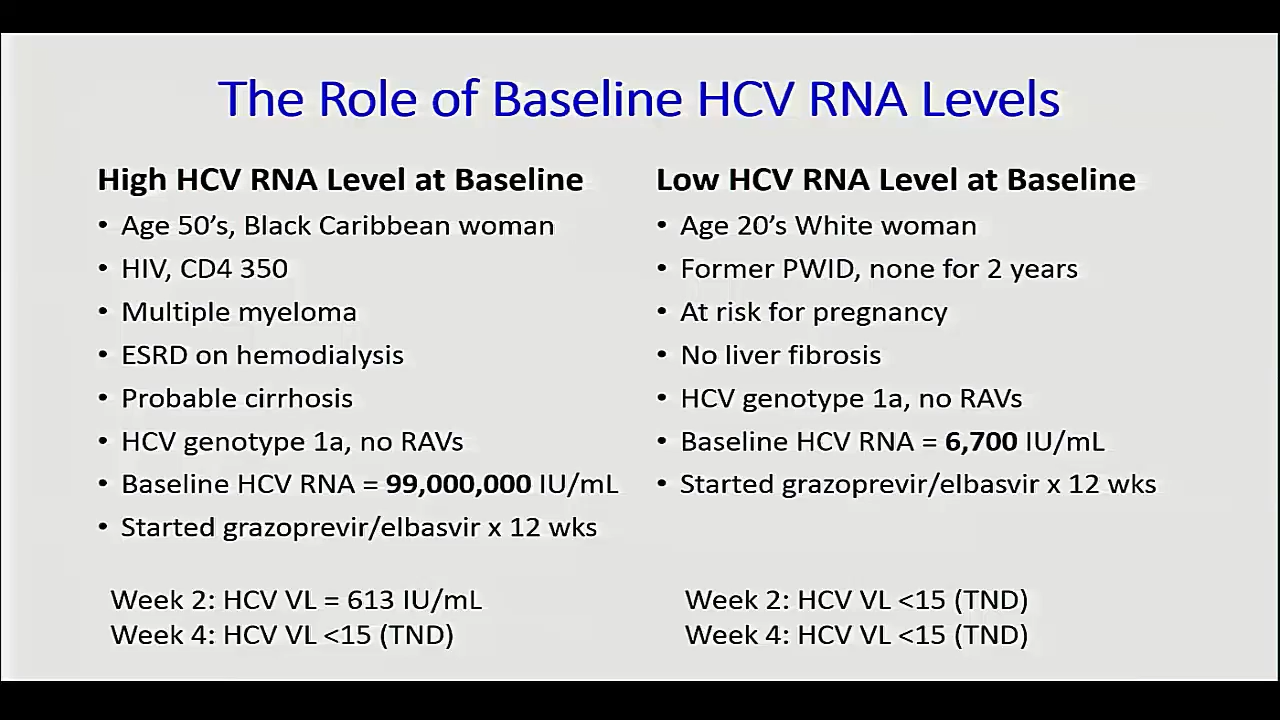 The Role of Baseline HCV RNA Levels
High HCV RNA Level at Baseline
• Age 50's, Black Caribbean woman
• HIV, CD4 350
• Multiple myeloma
• ESRD on hemodialysis
• Probable cirrhosis
• HCV genotype 1a, no RAVs
• Baseline HCV RNA = 99,000,000 IU/mL
• Started grazoprevir/elbasvir x 12 wks
Week 2: HCV VL = 613 IU/mL
Week 4: HCV VL <15 (TND)
Low HCV RNA Level at Baseline
• Age 20's White woman
• Former PWID, none for 2 years
• At risk for pregnancy
• No liver fibrosis
• HCV genotype 1a, no RAVs
• Baseline HCV RNA = 6,700 IU/mL
• Started grazoprevir/elbasvir x 12 wks
Week 2: HCV VL <15 (TND)
Week 4: HCV VL <15 (TND)